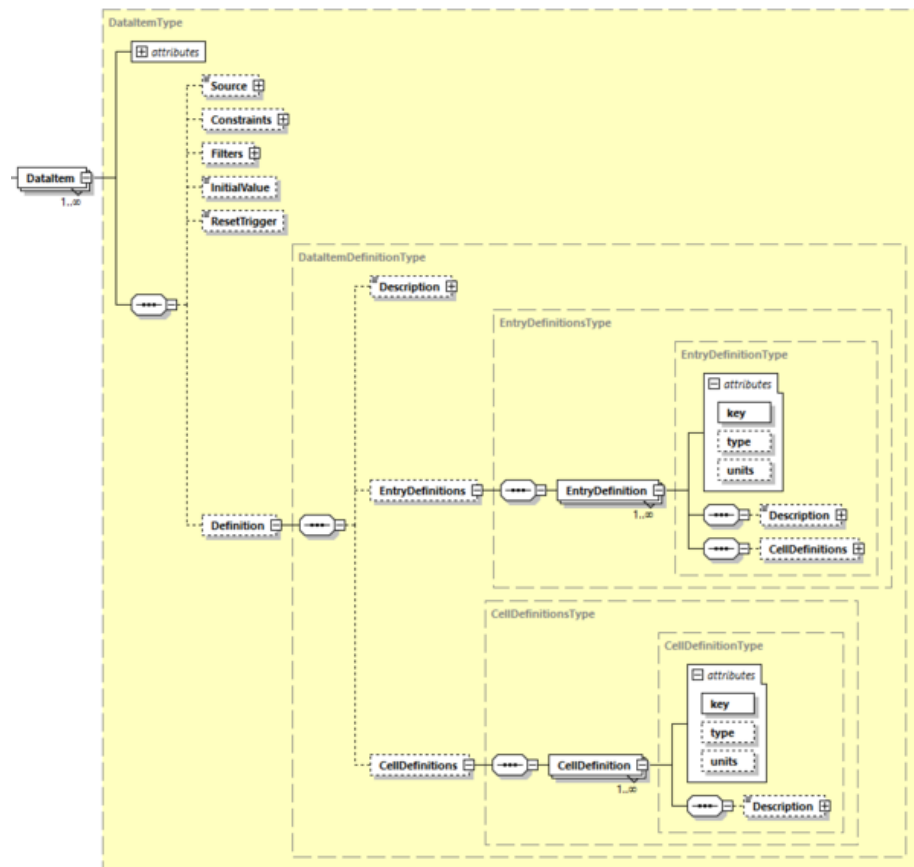 DataItemType
attributes
Source
Constraints
Filters
DataItem
1..∞
InitialValue
ResetTrigger
DataItemDefinitionType
Description
EntryDefinitionsType
EntryDefinitionType
attributes
key
type
units
EntryDefinitions
EntryDefinition
1..∞
Description
Definition
CellDefinitions
CellDefinitionsType
CellDefinitionType
attributes
key
type
units
CellDefinitions
CellDefinition
1..∞
Description